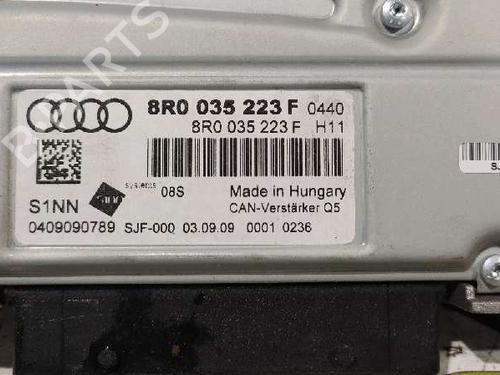 8R0 035 223 F 0440
8R0 035 223 F H11
systems 08S
S1NN
Made in Hungary
CAN-Verstärker Q5
0409090789 SJF-000 03.09.09 0001 0236